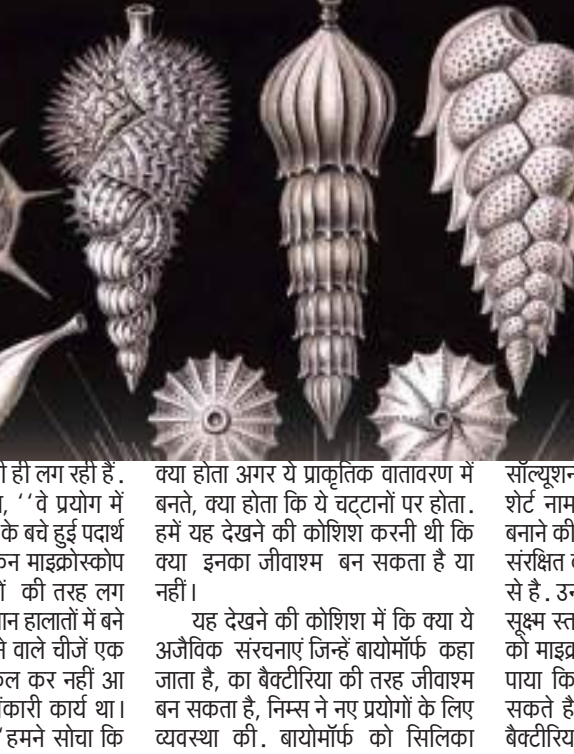 ी ही लग रही हैं.
, ‘‘वे प्रयोग में
के बचे हुई पदार्थ
कन माइक्रोस्कोप
ों की तरह लग
ान हालातों में बने
ने वाले चीजें एक
ल कर नहीं आ
ंकारी कार्य था।
‘हमने सोचा कि
क्या होता अगर ये प्राकृतिक वातावरण में
बनते, क्या होता कि ये चट्टानों पर होता.
हमें यह देखने की कोशिश करनी थी कि
क्या इनका जीवाश्म बन सकता है या
नहीं।
यह देखने की कोशिश में कि क्या ये
अजैविक संरचनाएं जिन्हें बायोमॉर्फ कहा
जाता है, का बैक्टीरिया की तरह जीवाश्म
बन सकता है, निम्स ने नए प्रयोगों के लिए
व्यवस्था की. बायोमॉर्फ को सिलिका
सॉल्यूशन
शेर्ट नाम
बनाने की
संरक्षित
से है. उन
सूक्ष्म स्त
को माइक्र
पाया कि
सकते है
बैक्टीरिय